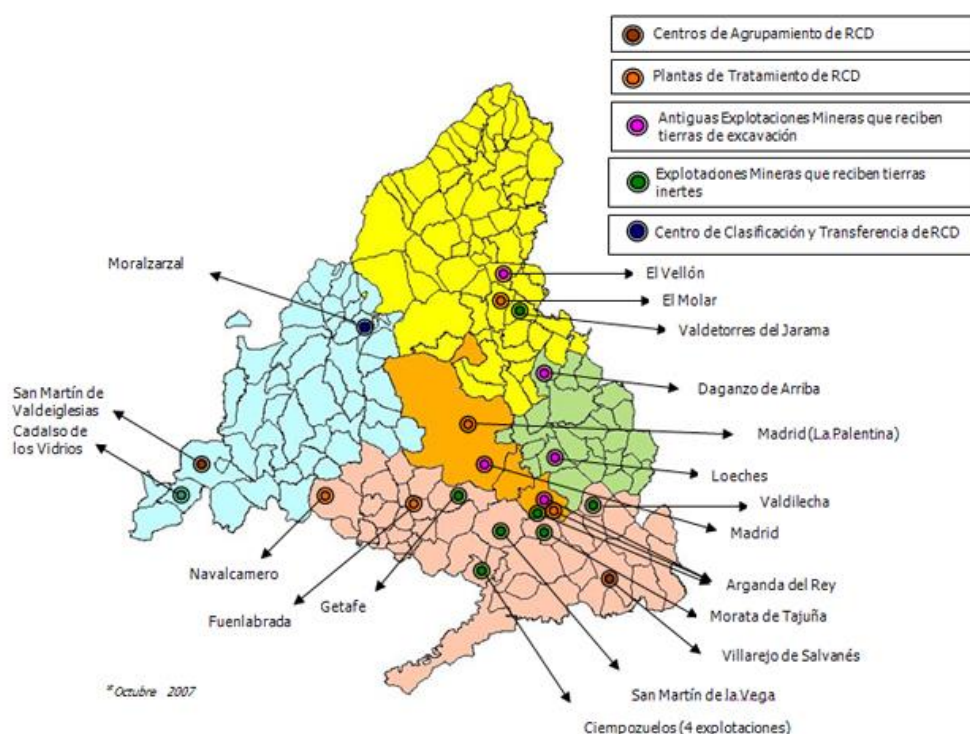 Centros de Agrupamiento de RCD
Plantas de Tratamiento de RCD
Antiguas Explotaciones Mineras que reciben
tierras de excavación
Explotaciones Mineras que reciben tierras
inertes
Centro de Clasificación y Transferencia de RCD
Moralzarzal
El Vellón
El Molar
Valdetorres del Jarama
Daganzo de Arriba
San Martín de
Valdeiglesias
Cadalso de
los Vidrios
Madrid (La Palentina)
Loeches
Valdilecha
Madrid
Navalcarnero
Fuenlabrada
Getafe
Arganda del Rey
Morata de Tajuña
Villarejo de Salvanés
San Martín de la Vega
Ciempozuelos (4 explotaciones)
*Octubre 2007